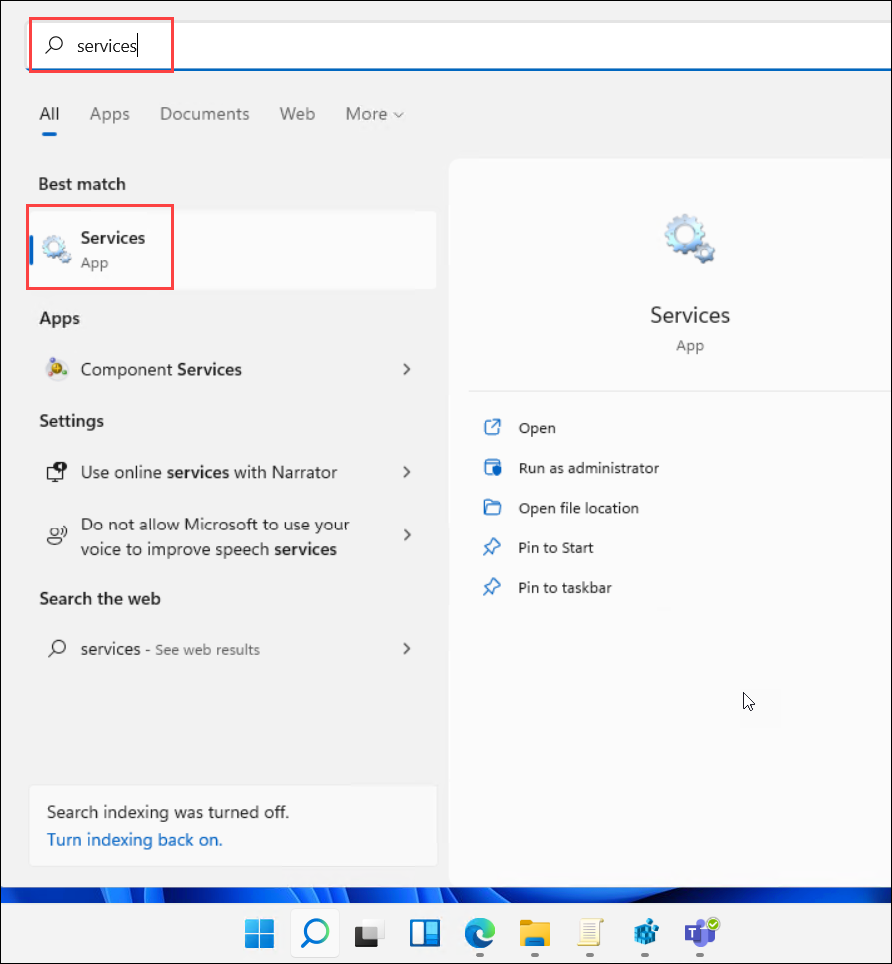 services
All Apps Documents Web More
Best match
Services
App
Apps
Component Services
Settings
Use online services with Narrator
Do not allow Microsoft to use your
voice to improve speech services
Search the web
services - See web results
Search indexing was turned off.
Turn indexing back on.
Services
App
Open
Run as administrator
Open file location
Pin to Start
Pin to taskbar
T